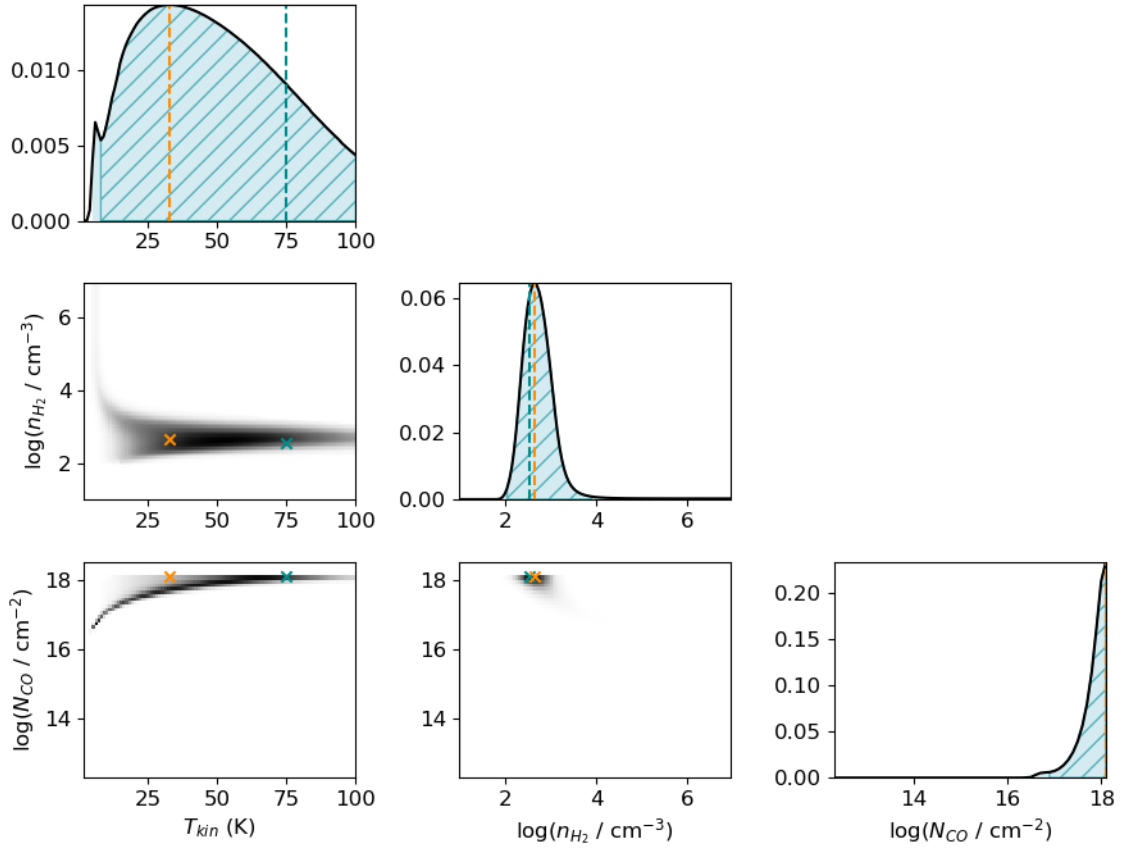 0.010
0.005
0.000
25 50 75 100
log(n_{H_2} / cm^{-3})
6
4
2
25 50 75 100
0.06
0.04
0.02
0.00
2 4 6
log(N_{CO} / cm^{-2})
18
16
14
25 50 75 100
T_{kin} (K)
18
16
14
2 4 6
log(n_{H_2} / cm^{-3})
0.20
0.15
0.10
0.05
0.00
14 16 18
log(N_{CO} / cm^{-2})